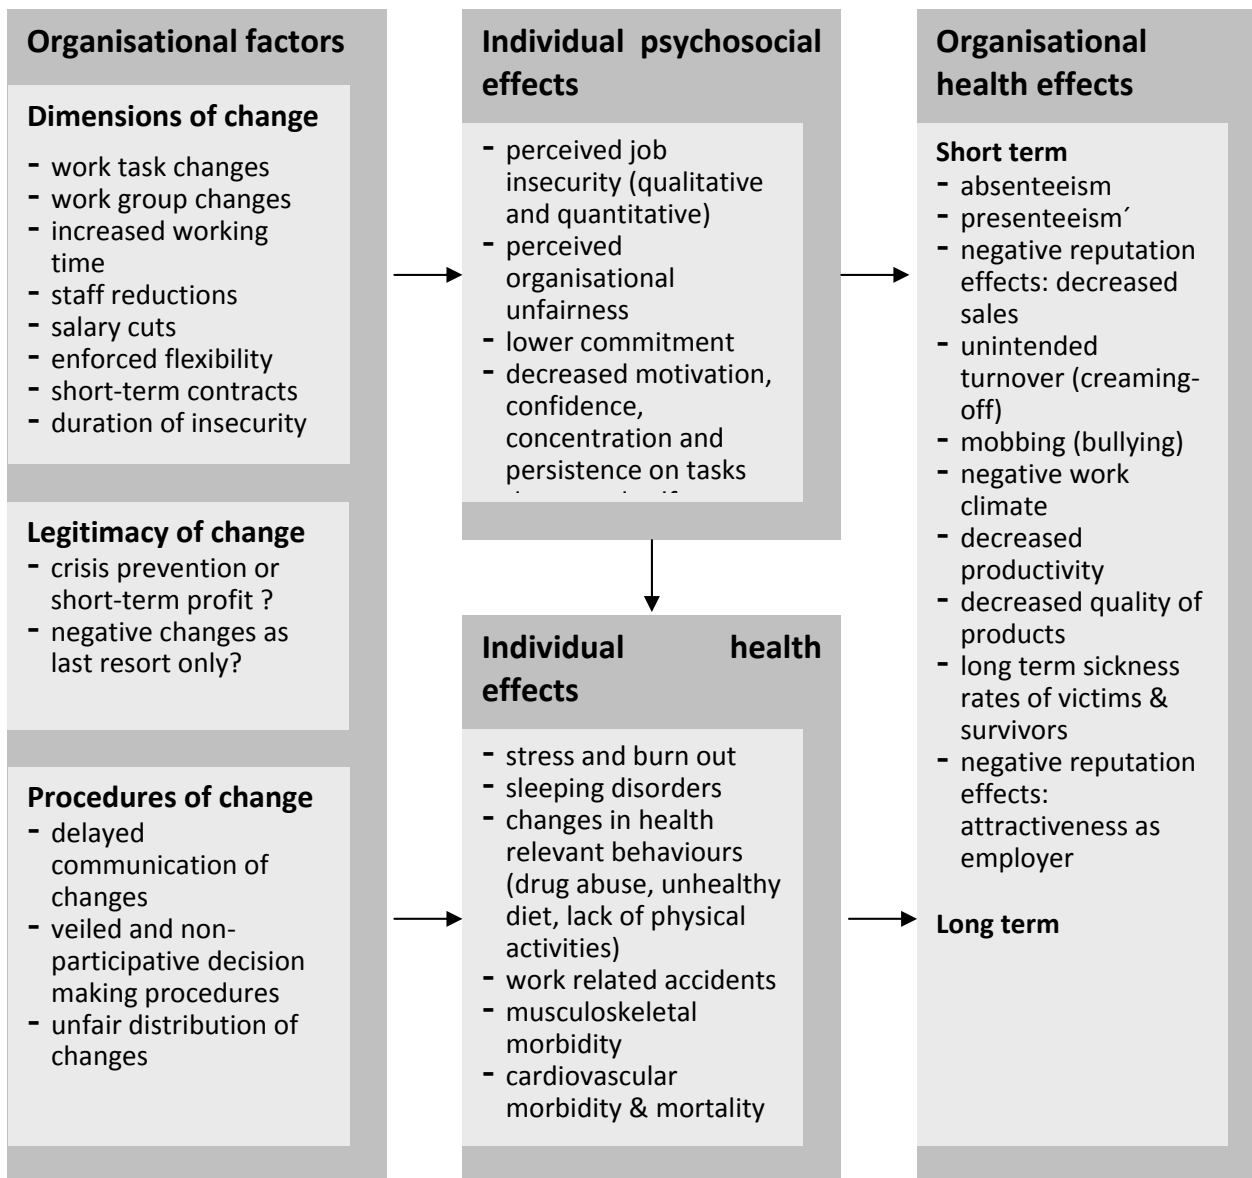 Organisational factors
Dimensions of change
- work task changes
- work group changes
- increased working
time
- staff reductions
- salary cuts
- enforced flexibility
- short-term contracts
- duration of insecurity
Legitimacy of change
- crisis prevention or
short-term profit ?
- negative changes as
last resort only?
Procedures of change
- delayed
communication of
changes
- veiled and non-
participative decision
making procedures
- unfair distribution of
changes
Individual psychosocial
effects
- perceived job
insecurity (qualitative
and quantitative)
- perceived
organisational
unfairness
- lower commitment
- decreased motivation,
confidence,
concentration and
persistence on tasks
Individual health
effects
- stress and burn out
- sleeping disorders
- changes in health
relevant behaviours
(drug abuse, unhealthy
diet, lack of physical
activities)
- work related accidents
- musculoskeletal
morbidity
- cardiovascular
morbidity & mortality
Organisational
health effects
Short term
- absenteeism
- presenteeism´
- negative reputation
effects: decreased
sales
- unintended
turnover (creaming-
off)
- mobbing (bullying)
- negative work
climate
- decreased
productivity
- decreased quality of
products
- long term sickness
rates of victims &
survivors
- negative reputation
effects:
attractiveness as
employer
Long term